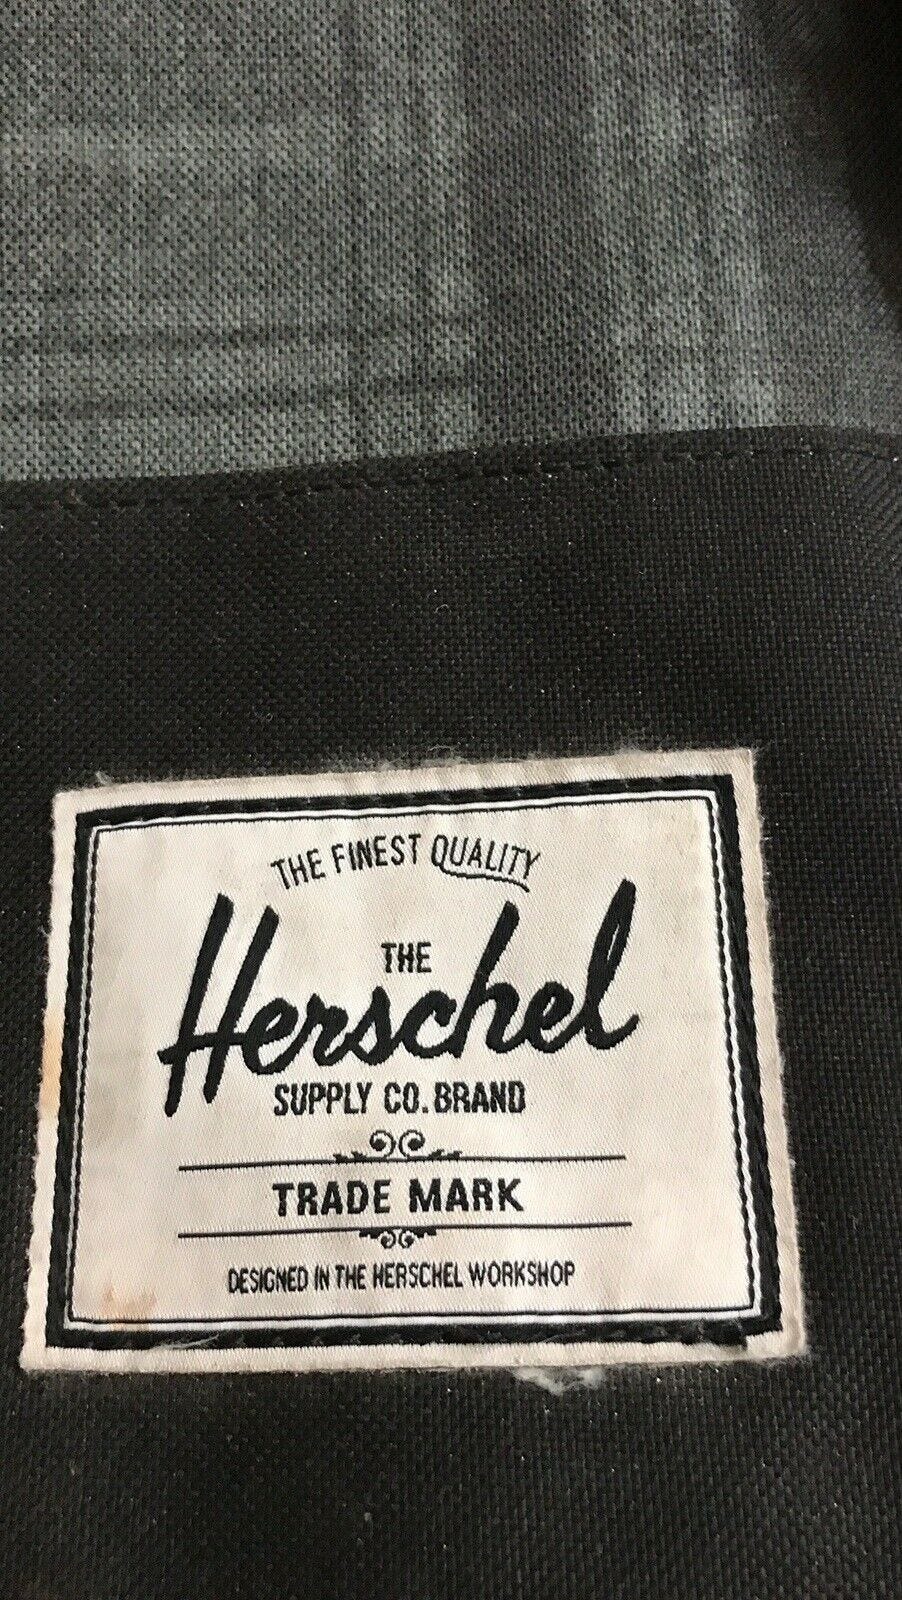 THE FINEST QUALITY
THE
Herschel
SUPPLY CO. BRAND
TRADE MARK
DESIGNED IN THE HERSCHEL WORKSHOP